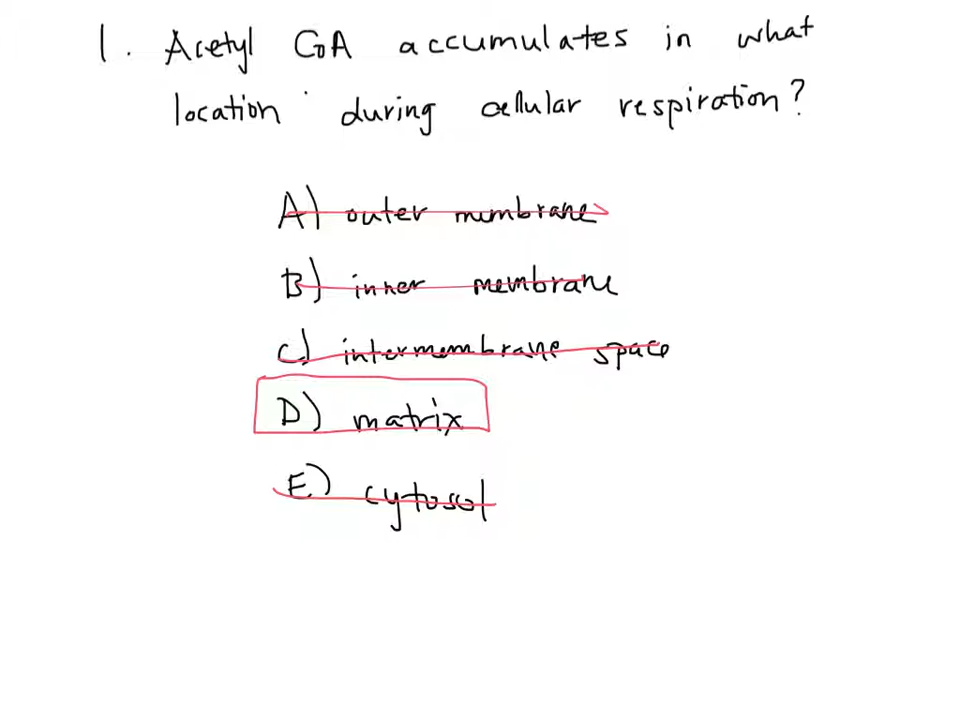 1. Acetyl CoA accumulates in what
location during cellular respiration?
A) outer membrane
B) inner membrane
C) intermembrane space
D) matrix
E) cytosol